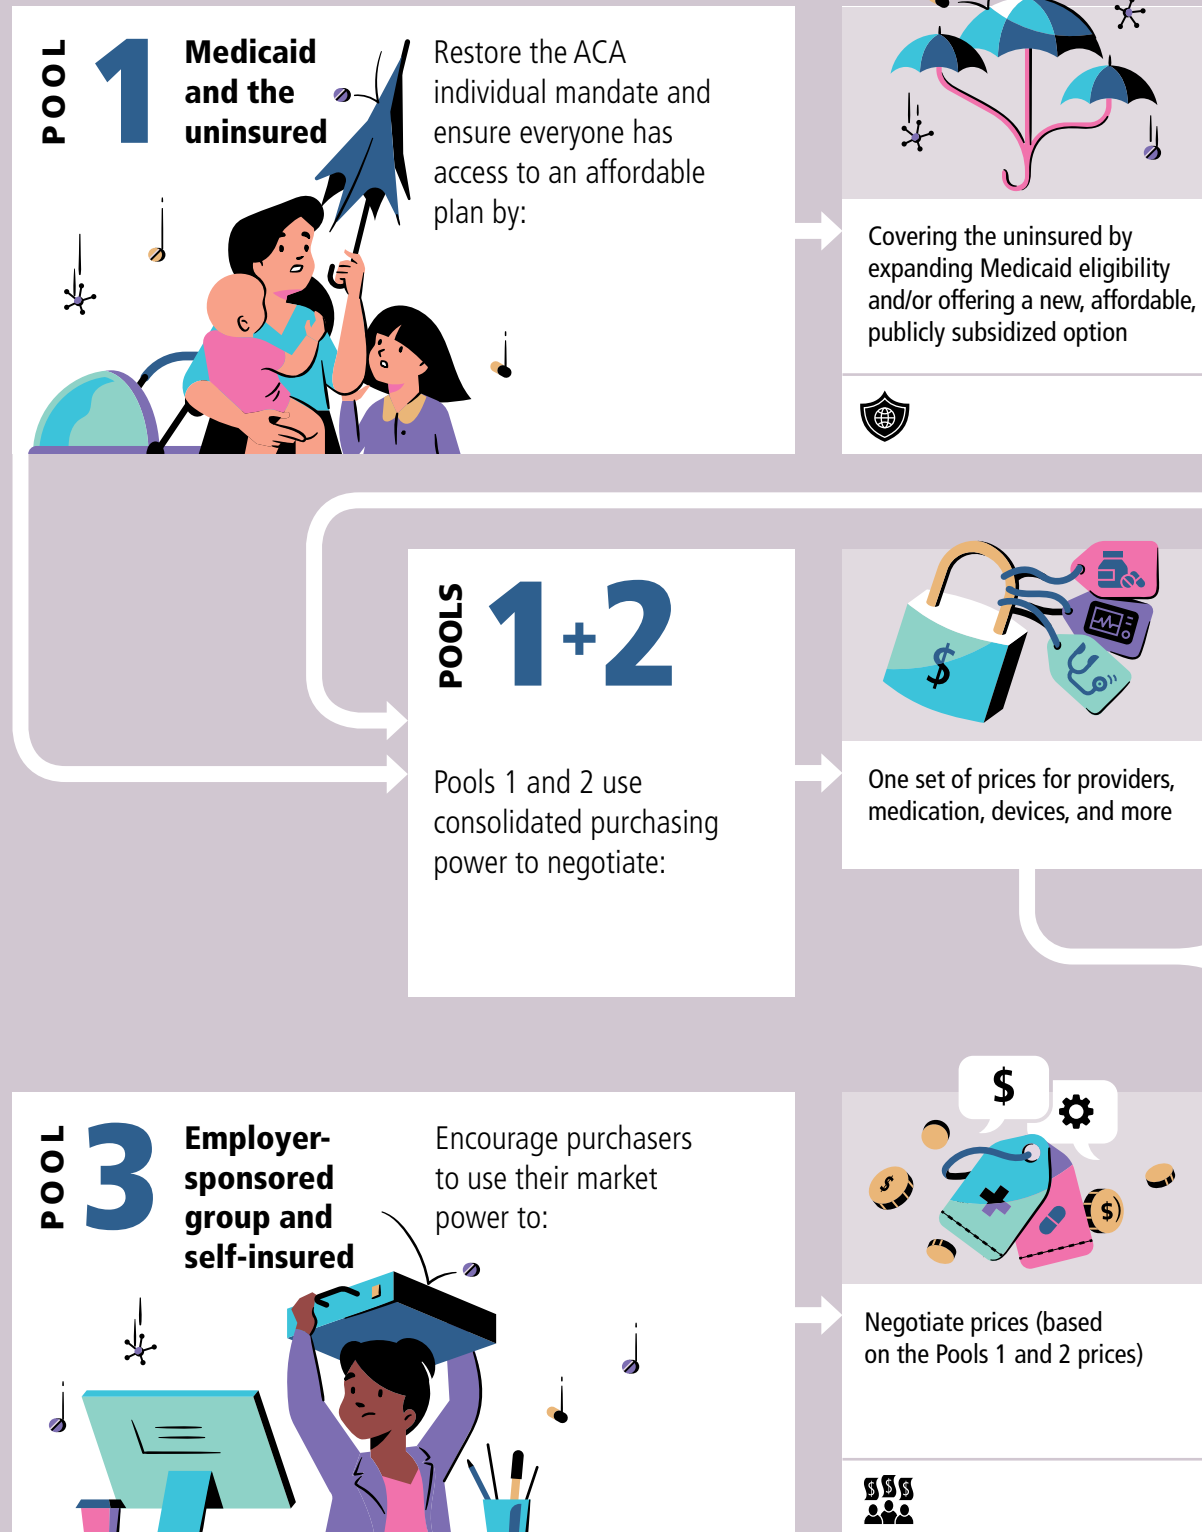 POOL 1
Medicaid
and the
uninsured
Restore the ACA
individual mandate and
ensure everyone has
access to an affordable
plan by:
Covering the uninsured by
expanding Medicaid eligibility
and/or offering a new, affordable,
publicly subsidized option
POOLS 1+2
$
Pools 1 and 2 use
consolidated purchasing
power to negotiate:
One set of prices for providers,
medication, devices, and more
POOL 3
Employer-
sponsored
group and
self-insured
Encourage purchasers
to use their market
power to:
$
$
$
Negotiate prices (based
on the Pools 1 and 2 prices)
$ $ $